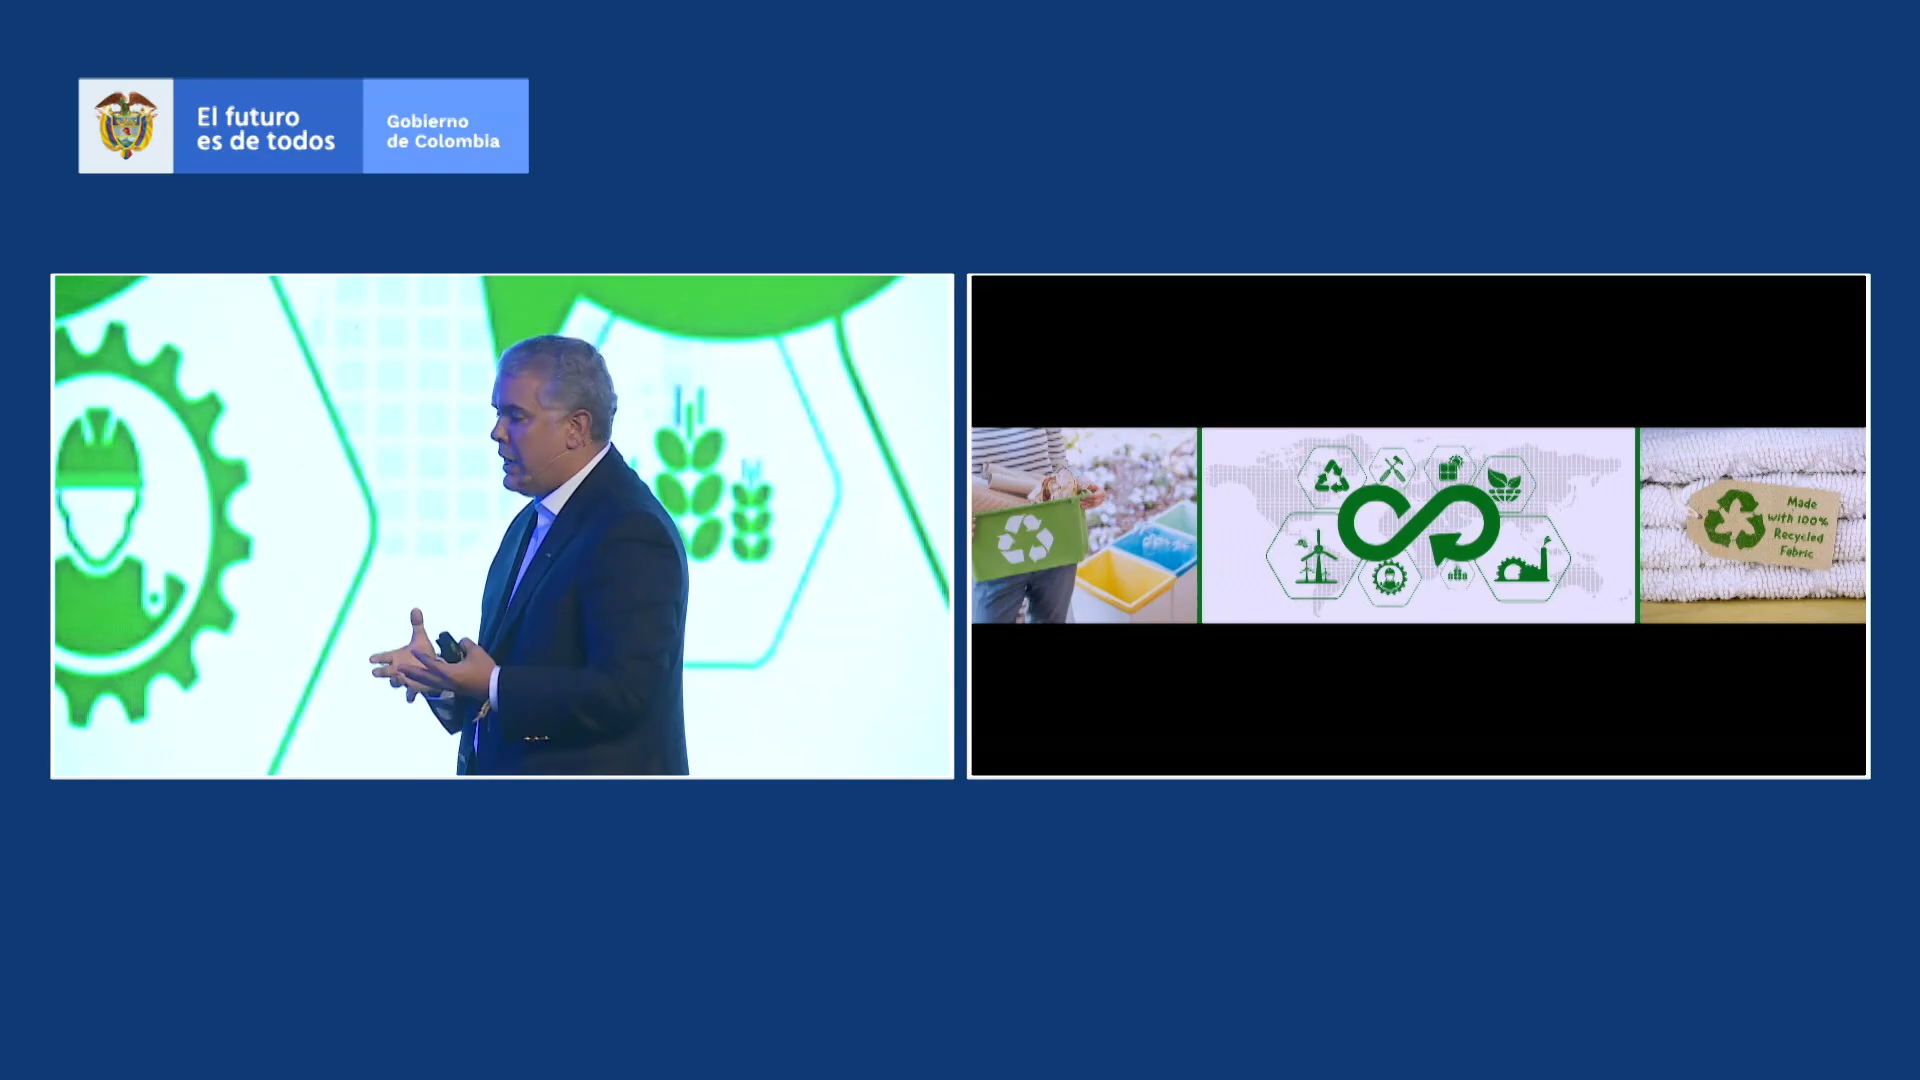 El futuro
es de todos
Gobierno
de Colombia
Made
with 100%
Recycled
Fabric